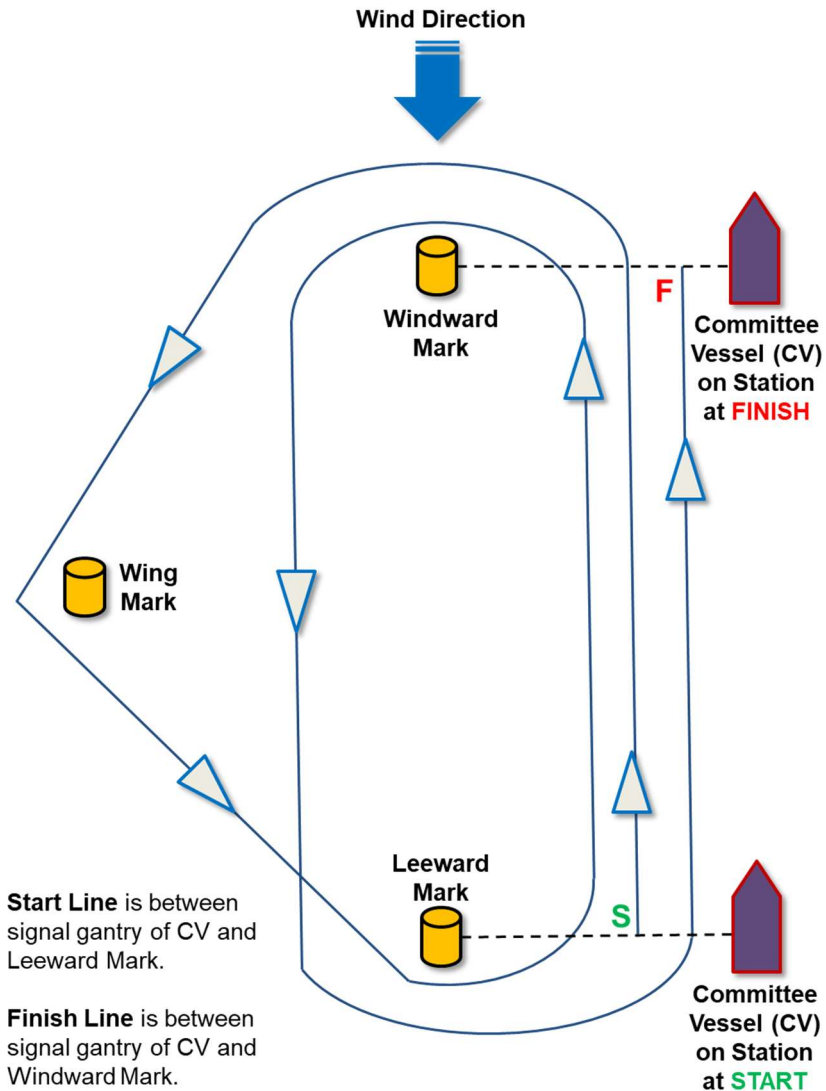 Wind Direction
Windward
Mark
F
Committee
Vessel (CV)
on Station
at FINISH
Wing
Mark
Leeward
Mark
S
Start Line is between
signal gantry of CV and
Leeward Mark.
Finish Line is between
signal gantry of CV and
Windward Mark.
Committee
Vessel (CV)
on Station
at START